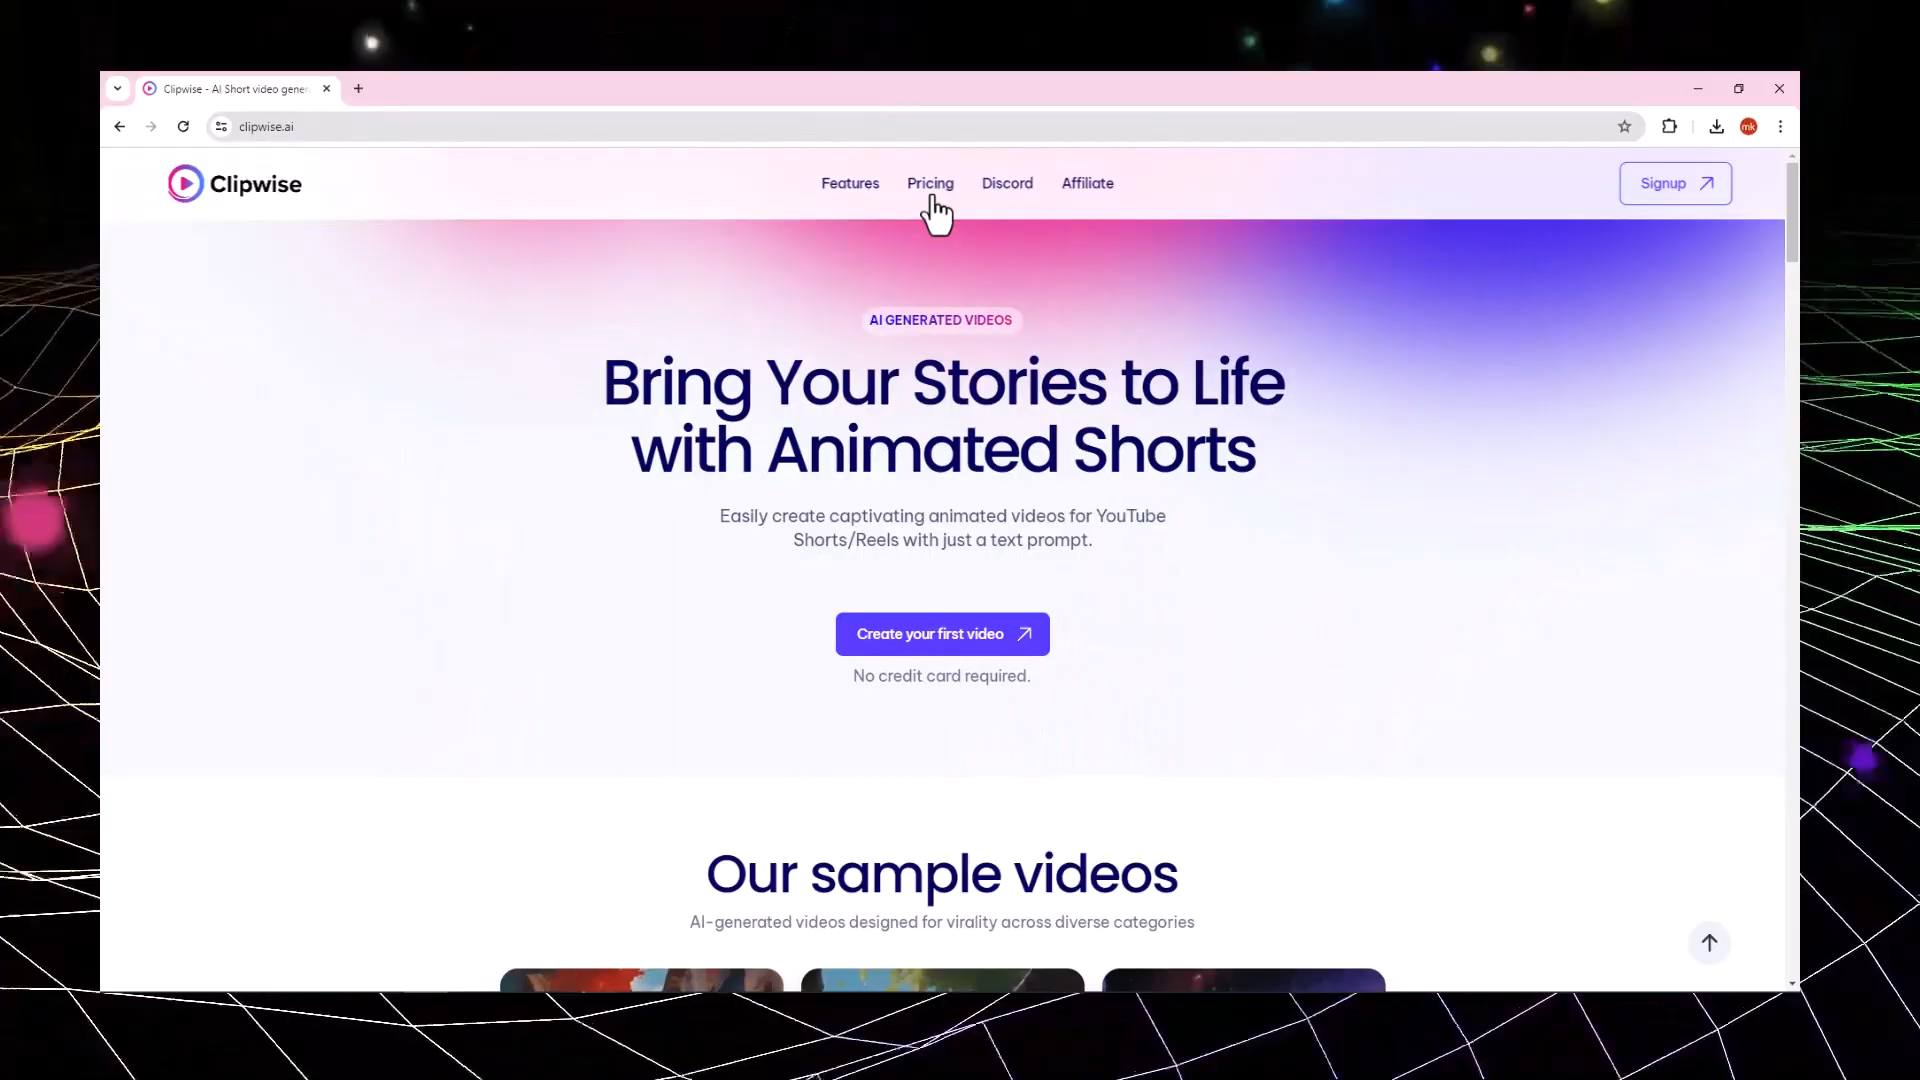 Clipwise - AI Short video gener
clipwise.ai
mk
Clipwise
Features
Pricing
Discord
Affiliate
Signup
AI GENERATED VIDEOS
Bring Your Stories to Life
with Animated Shorts
Easily create captivating animated videos for YouTube
Shorts/Reels with just a text prompt.
Create your first video
No credit card required.
Our sample videos
AI-generated videos designed for virality across diverse categories